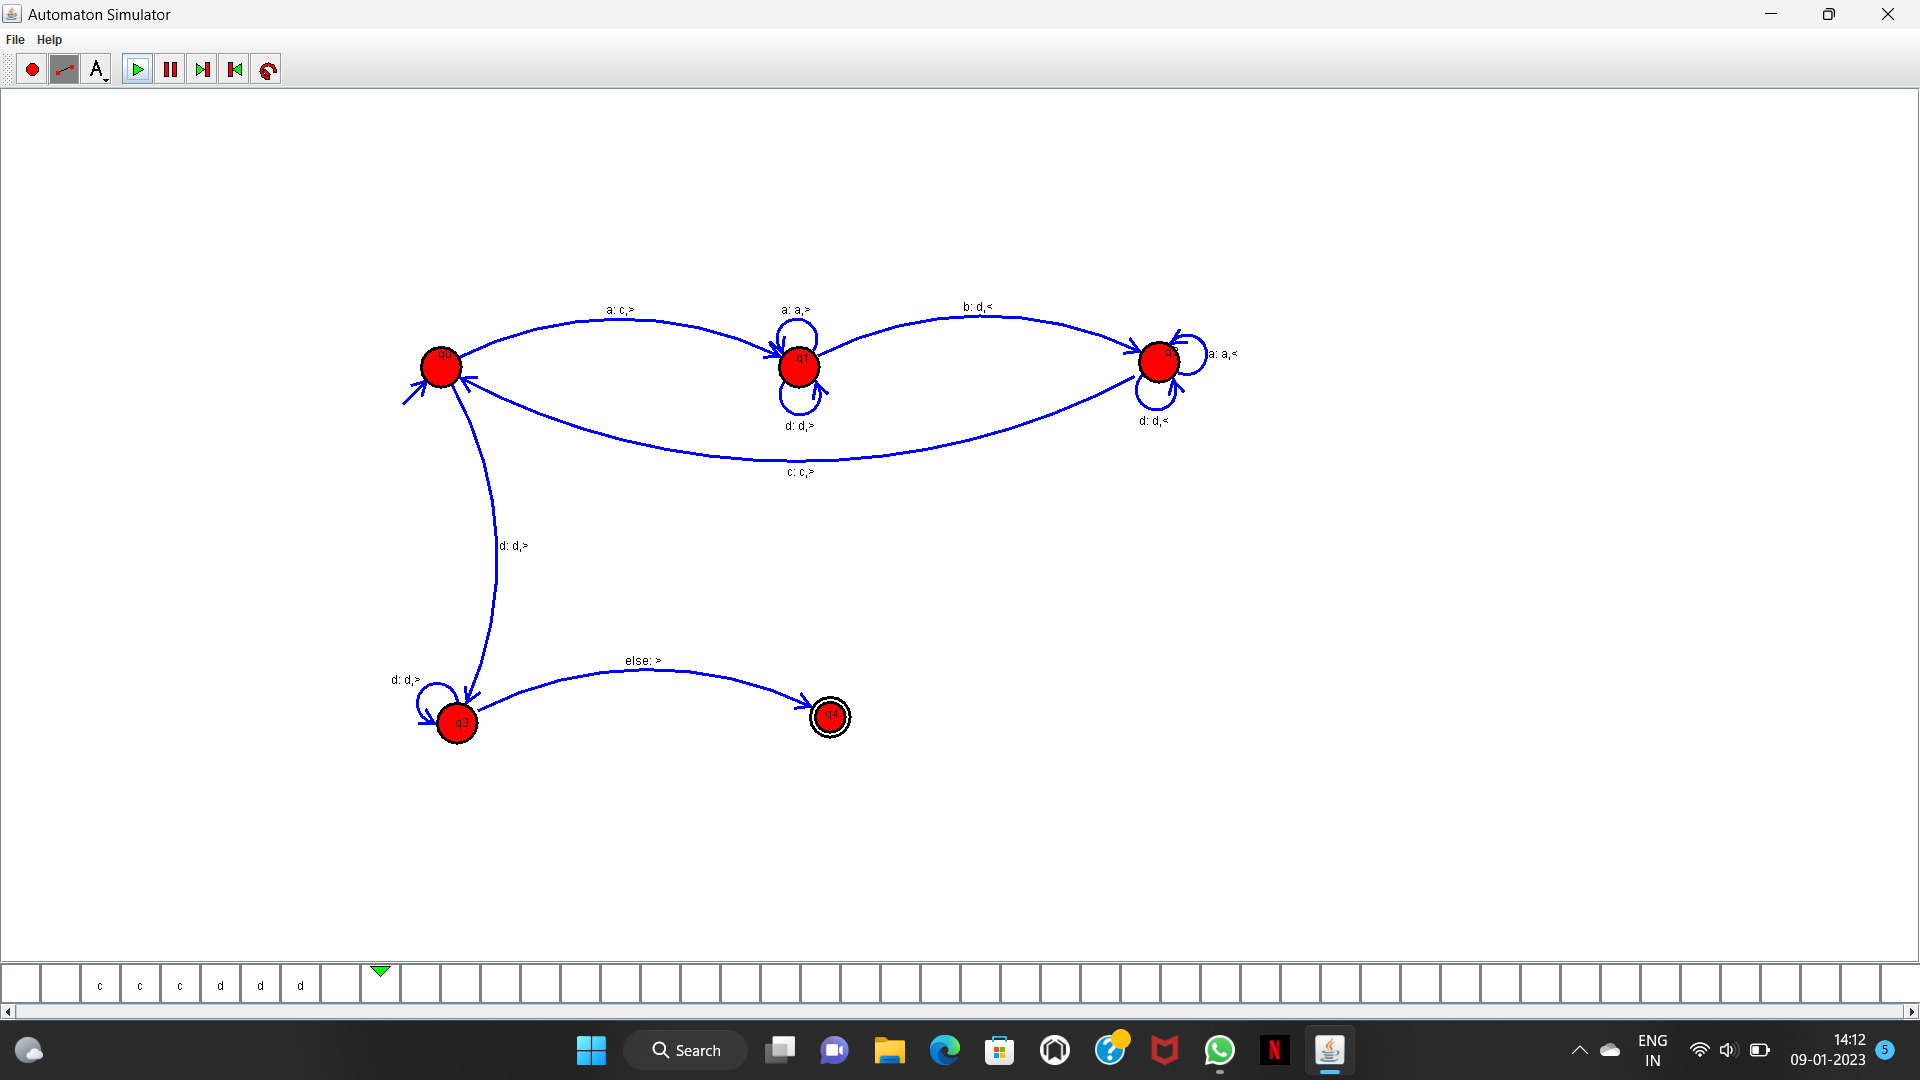 Automaton Simulator
File Help
A
b: d,<
a: c,> a: a,>
q0 q1 q2 a: a,<
d: d,> d: d,<
c: c,>
d: d,>
else: >
d: d,>
q3 q4
c c c d d d
Search
N
ENG
IN
14:12
09-01-2023
5